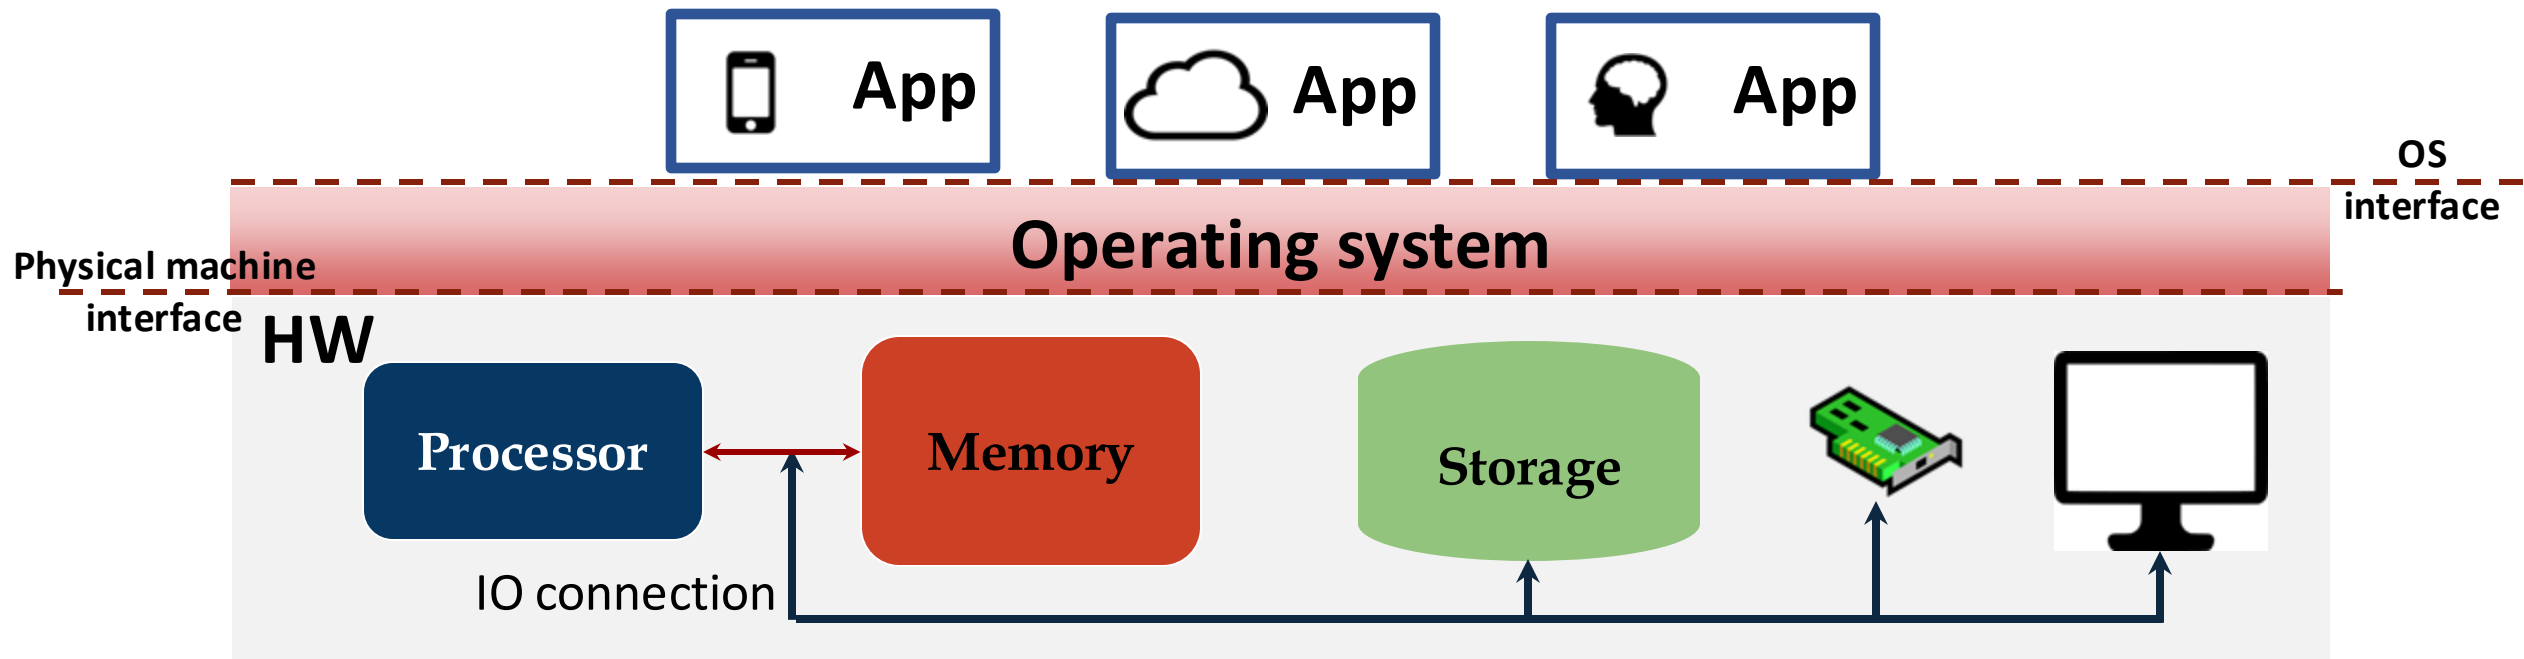 App
App
App
OS
interface
Operating system
Physical machine
interface
HW
Processor
Memory
Storage
IO connection